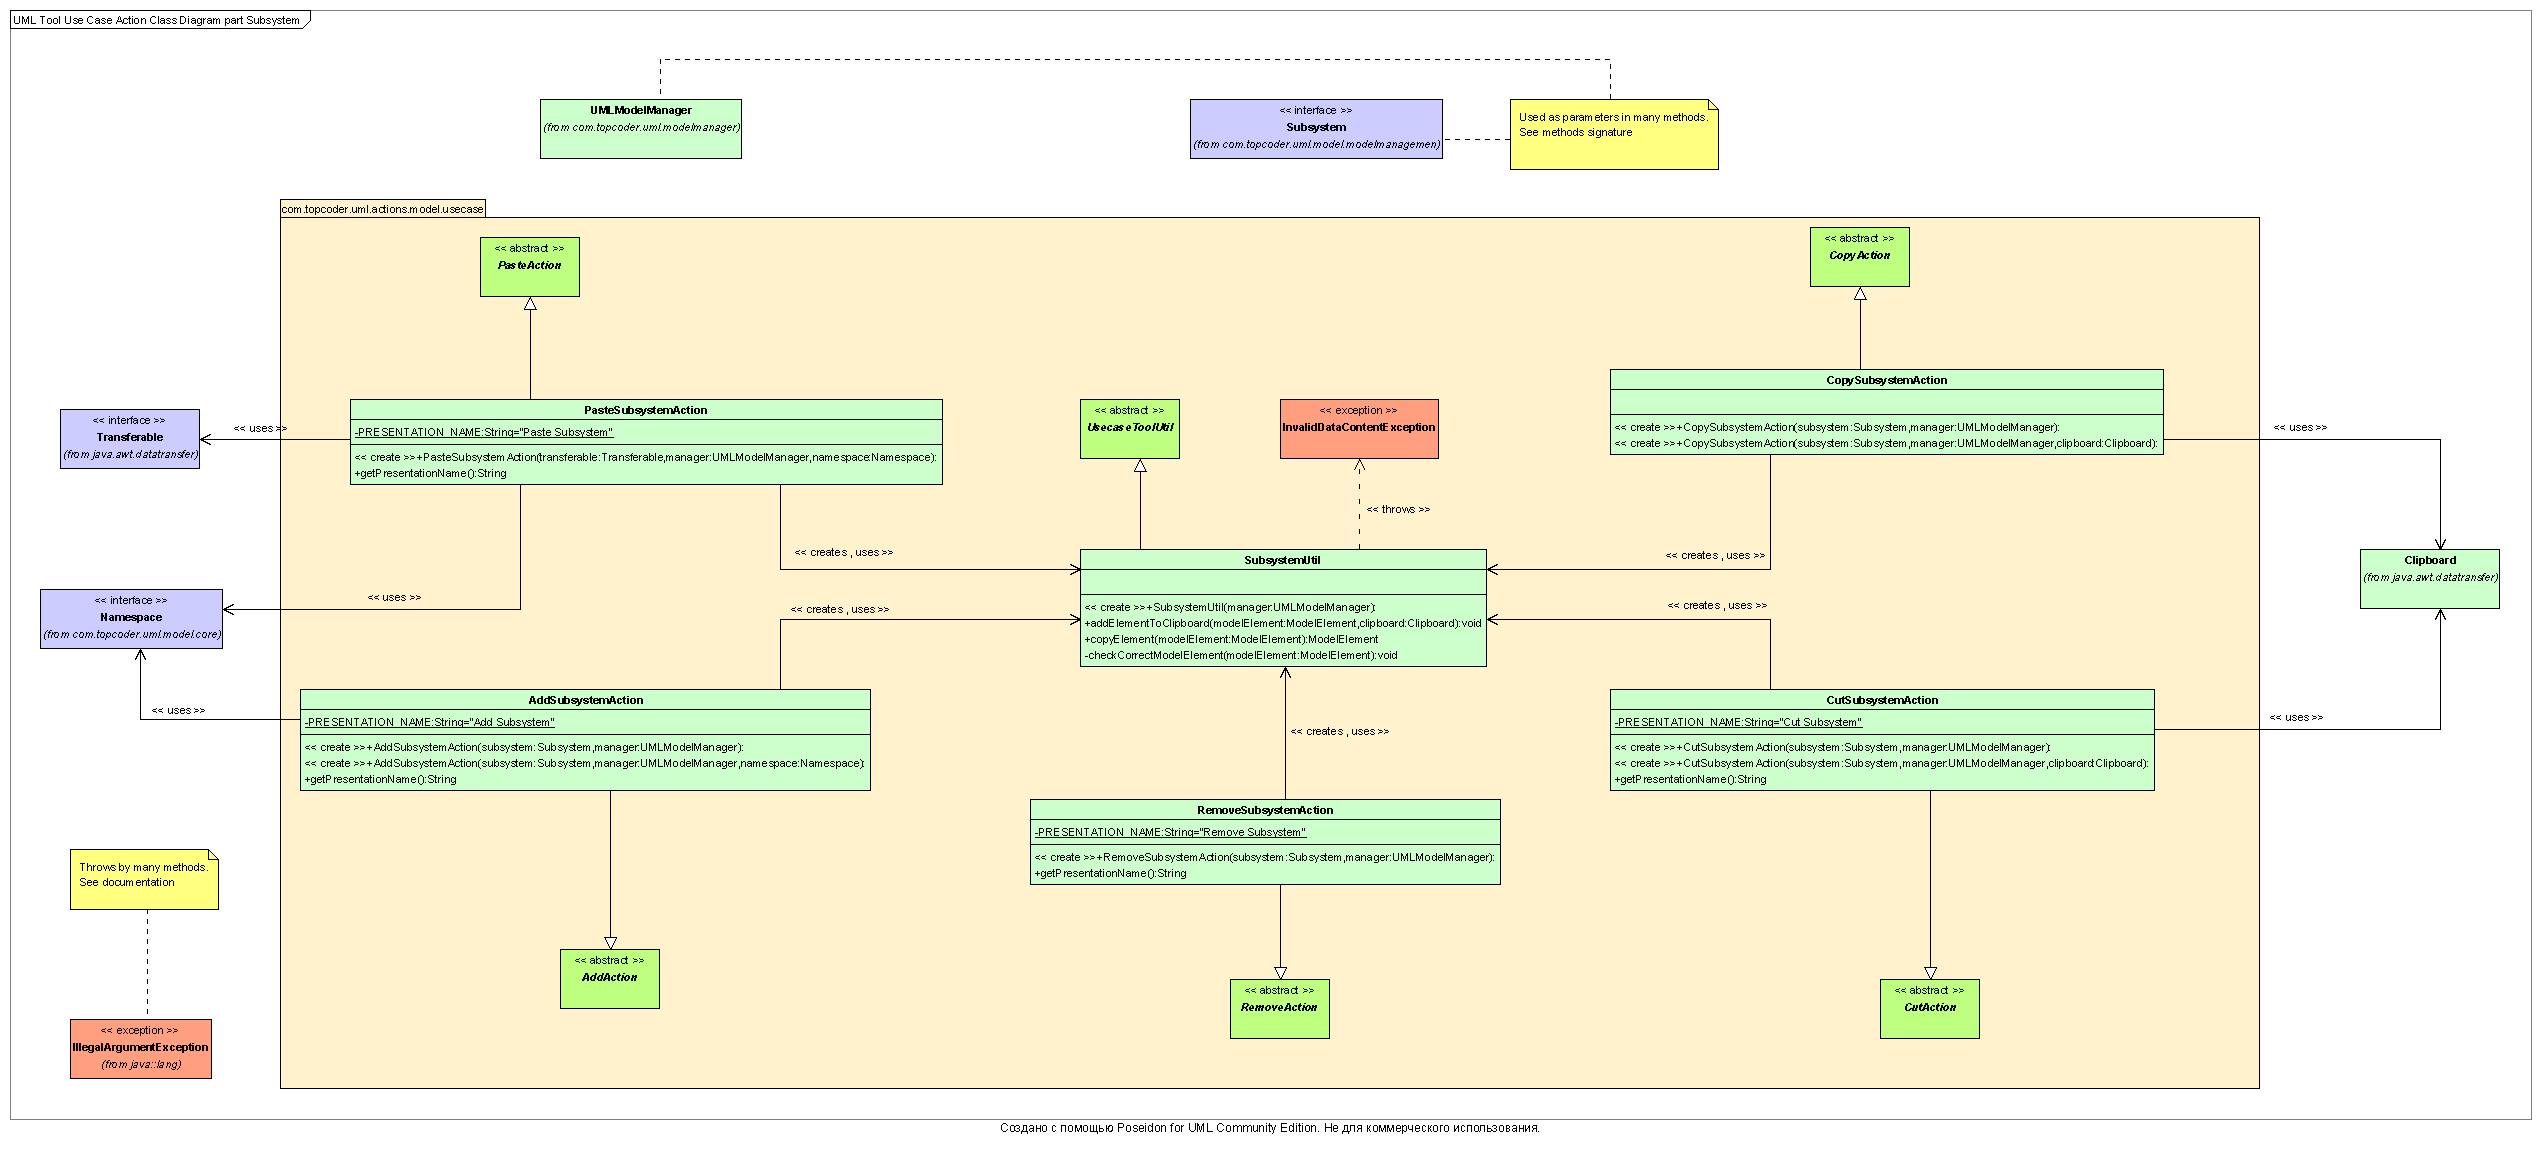 UML Tool Use Case Action Class Diagram part Subsystem
UMLModelManager
(from com.topcoder.uml.modelmanager)
<< interface >>
Subsystem
(from com.topcoder.uml.model.modelmanagemen)
Used as parameters in many methods.
See methods signature
com.topcoder.uml.actions.model.usecase
<< abstract >>
PasteAction
<< abstract >>
CopyAction
<< interface >>
Transferable
(from java.awt.datatransfer)
<< uses >>
PasteSubsystemAction
-PRESENTATION_NAME:String="Paste Subsystem"
<< create >>+PasteSubsystemAction(transferable:Transferable,manager:UMLModelManager,namespace:Namespace):
+getPresentationName():String
<< abstract >>
UsecaseToolUtil
<< exception >>
InvalidDataContentException
CopySubsystemAction
<< create >>+CopySubsystemAction(subsystem:Subsystem,manager:UMLModelManager):
<< create >>+CopySubsystemAction(subsystem:Subsystem,manager:UMLModelManager,clipboard:Clipboard):
<< uses >>
<< throws >>
<< creates , uses >>
<< creates , uses >>
SubsystemUtil
<< create >>+SubsystemUtil(manager:UMLModelManager):
+addElementToClipboard(modelElement:ModelElement,clipboard:Clipboard):void
+copyElement(modelElement:ModelElement):ModelElement
-checkCorrectModelElement(modelElement:ModelElement):void
Clipboard
(from java.awt.datatransfer)
<< interface >>
Namespace
(from com.topcoder.uml.model.core)
<< uses >>
<< creates , uses >>
<< creates , uses >>
<< uses >>
AddSubsystemAction
-PRESENTATION_NAME:String="Add Subsystem"
<< create >>+AddSubsystemAction(subsystem:Subsystem,manager:UMLModelManager):
<< create >>+AddSubsystemAction(subsystem:Subsystem,manager:UMLModelManager,namespace:Namespace):
+getPresentationName():String
<< creates , uses >>
CutSubsystemAction
-PRESENTATION_NAME:String="Cut Subsystem"
<< create >>+CutSubsystemAction(subsystem:Subsystem,manager:UMLModelManager):
<< create >>+CutSubsystemAction(subsystem:Subsystem,manager:UMLModelManager,clipboard:Clipboard):
+getPresentationName():String
<< uses >>
RemoveSubsystemAction
-PRESENTATION_NAME:String="Remove Subsystem"
<< create >>+RemoveSubsystemAction(subsystem:Subsystem,manager:UMLModelManager):
+getPresentationName():String
Throws by many methods.
See documentation
<< abstract >>
AddAction
<< abstract >>
RemoveAction
<< abstract >>
CutAction
<< exception >>
IllegalArgumentException
(from java::lang)
Создано с помощью Poseidon for UML Community Edition. Не для коммерческого использования.